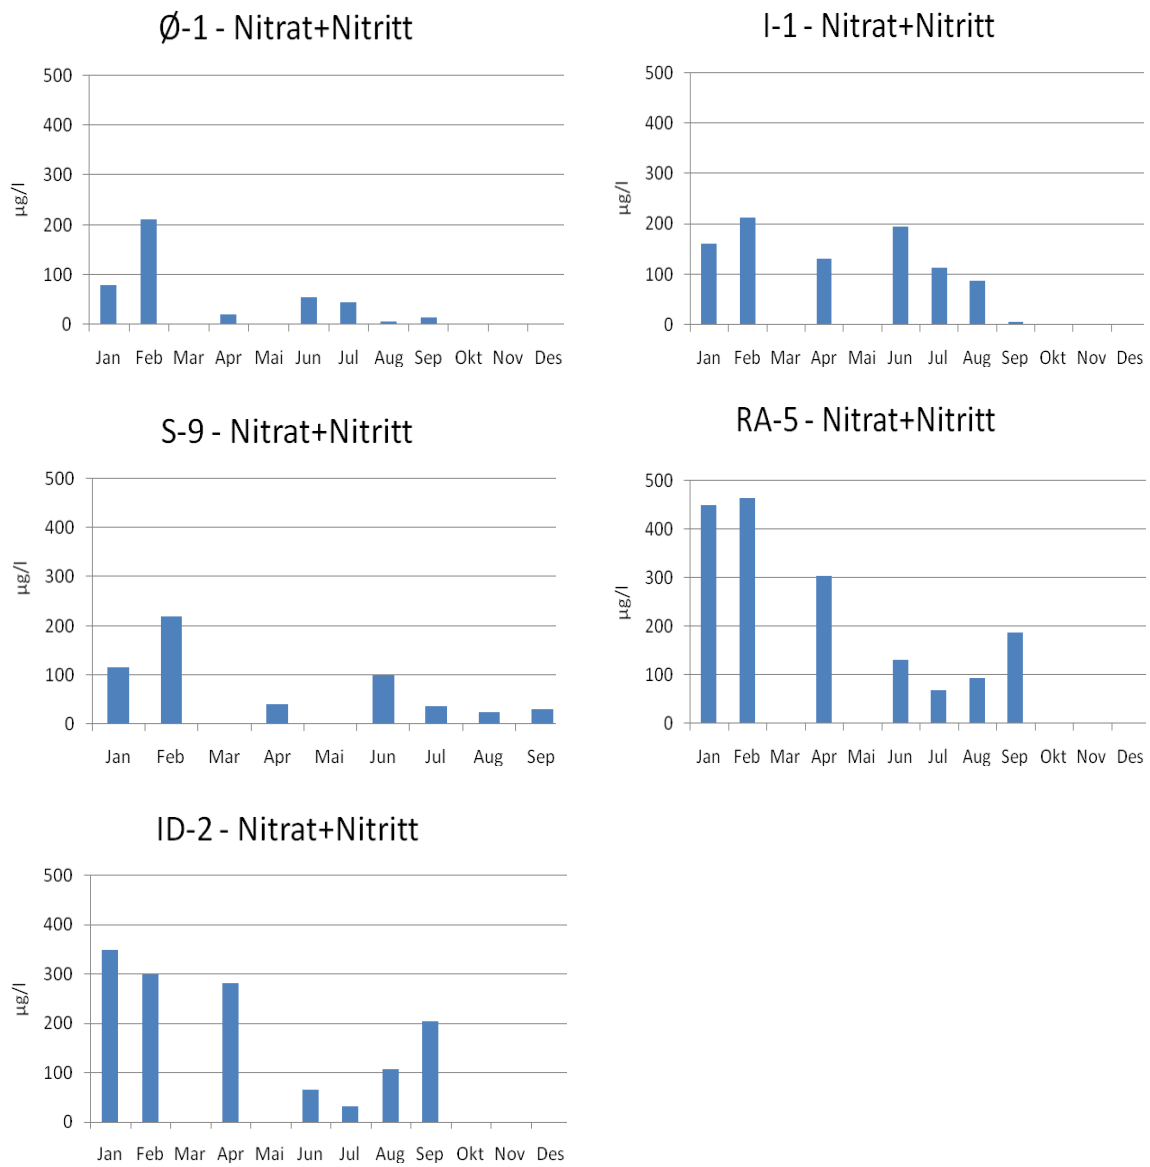 Ø-1 - Nitrat+Nitritt
500
400
300
200
100
0
µg/l
Jan Feb Mar Apr Mai Jun Jul Aug Sep Okt Nov Des
I-1 - Nitrat+Nitritt
500
400
300
200
100
0
µg/l
Jan Feb Mar Apr Mai Jun Jul Aug Sep Okt Nov Des
S-9 - Nitrat+Nitritt
500
400
300
200
100
0
µg/l
Jan Feb Mar Apr Mai Jun Jul Aug Sep
RA-5 - Nitrat+Nitritt
500
400
300
200
100
0
µg/l
Jan Feb Mar Apr Mai Jun Jul Aug Sep Okt Nov Des
ID-2 - Nitrat+Nitritt
500
400
300
200
100
0
µg/l
Jan Feb Mar Apr Mai Jun Jul Aug Sep Okt Nov Des